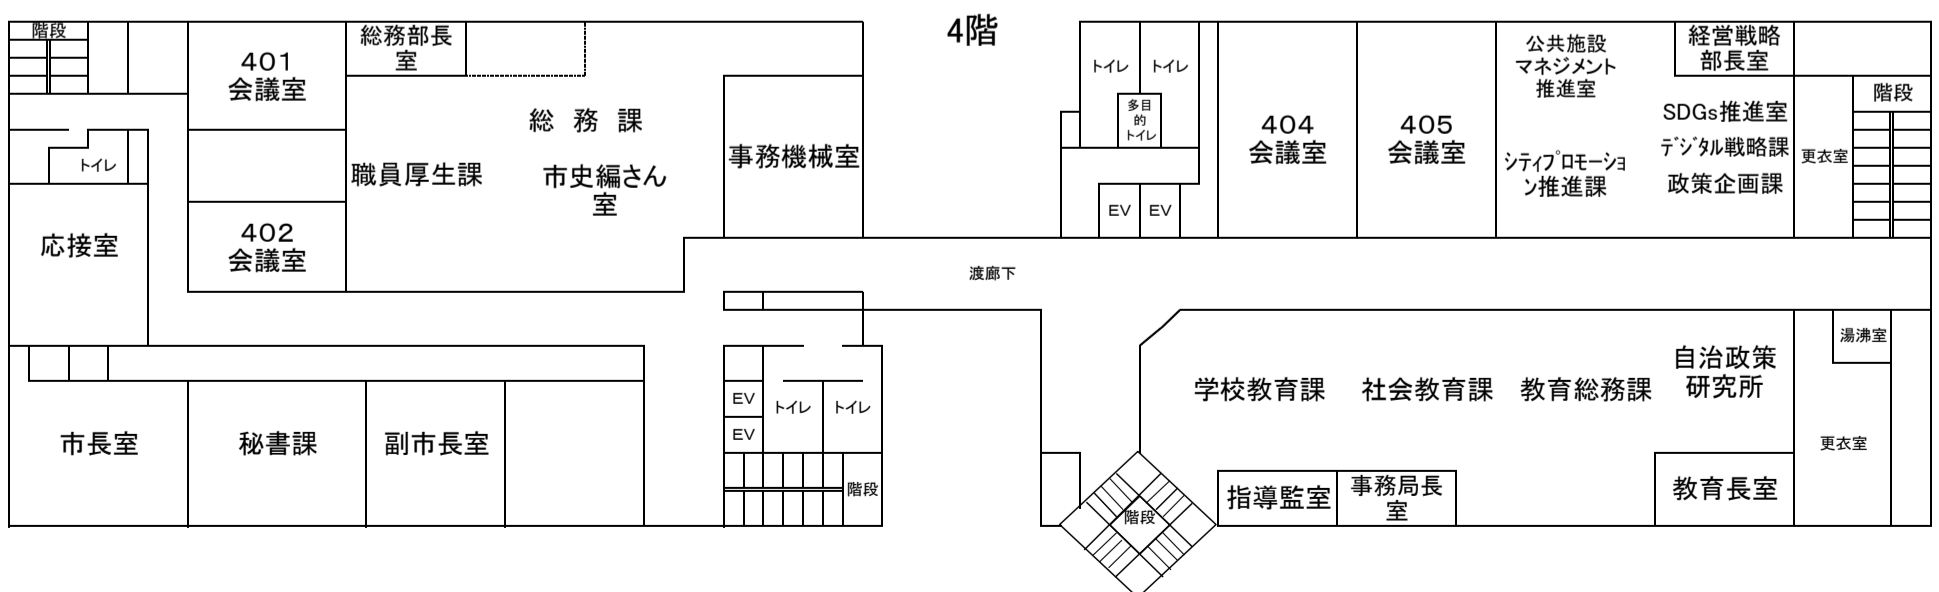 4階
階段
401
会議室
総務部長
室
総 務 課
職員厚生課
市史編さん
室
事務機械室
トイレ
応接室
402
会議室
市長室
秘書課
副市長室
EV
EV
トイレ
トイレ
階段
渡廊下
トイレ
トイレ
多目
的
トイレ
EV
EV
404
会議室
405
会議室
公共施設
マネジメント
推進室
シティプロモーショ
ン推進課
経営戦略
部長室
SDGs推進室
デジタル戦略課
政策企画課
更衣室
階段
学校教育課
社会教育課
教育総務課
自治政策
研究所
湯沸室
更衣室
指導監室
事務局長
室
教育長室
階段